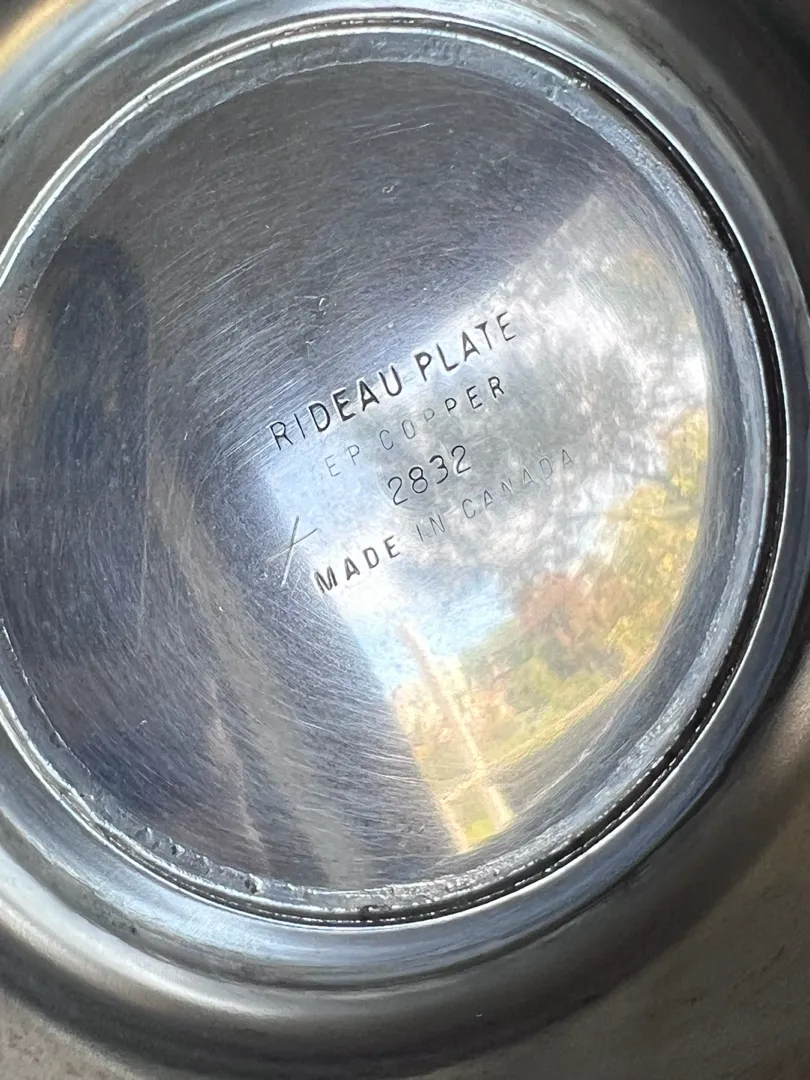 RIDEAU PLATE
EP COPPER
2832
MADE IN CANADA